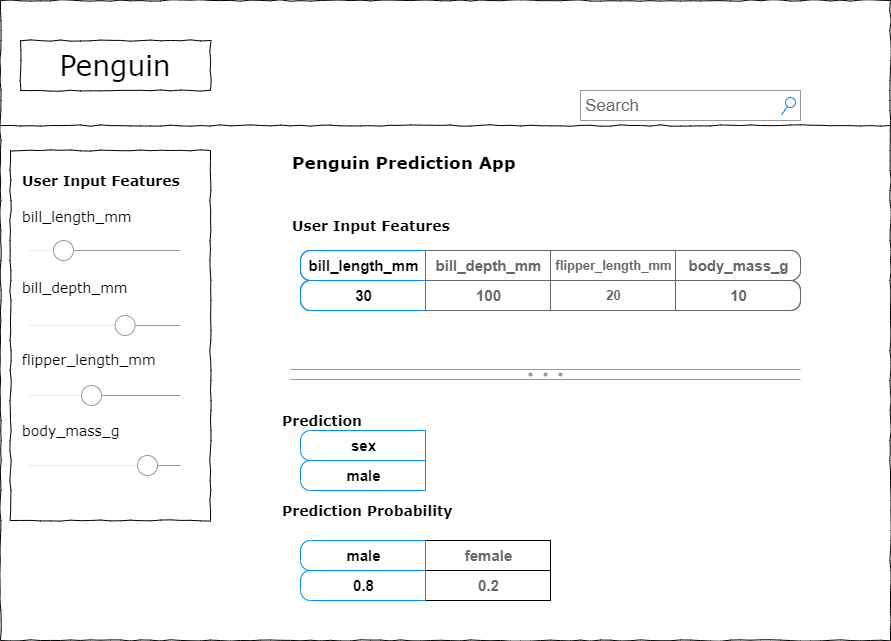 Penguin
Search
User Input Features
bill_length_mm
bill_depth_mm
flipper_length_mm
body_mass_g
Penguin Prediction App
User Input Features
bill_length_mm bill_depth_mm flipper_length_mm body_mass_g
30 100 20 10
Prediction
sex
male
Prediction Probability
male female
0.8 0.2